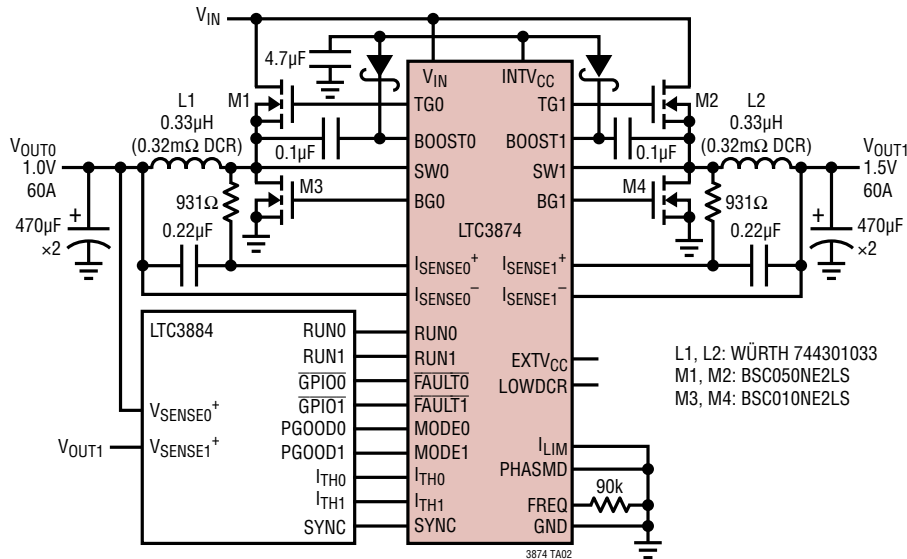 VIN
4.7µF
VIN
INTVCC
M1
TG0
TG1
M2
L1
0.33µH
(0.32mΩ DCR)
L2
0.33µH
(0.32mΩ DCR)
0.1µF
BOOST0
BOOST1
0.1µF
VOUT0
1.0V
60A
SW0
SW1
VOUT1
1.5V
60A
M3
M4
931Ω
BG0
BG1
931Ω
+
470µF
×2
0.22µF
LTC3874
0.22µF
+
470µF
×2
ISENSE0+
ISENSE1+
ISENSE0–
ISENSE1–
LTC3884
RUN0
RUN0
RUN1
RUN1
EXTVCC
GPIO0
FAULT0
LOWDCR
GPIO1
FAULT1
VSENSE0+
PGOOD0
MODE0
VOUT1
VSENSE1+
PGOOD1
MODE1
ILIM
ITH0
ITH0
PHASMD
ITH1
ITH1
FREQ
90k
SYNC
SYNC
GND
L1, L2: WÜRTH 744301033
M1, M2: BSC050NE2LS
M3, M4: BSC010NE2LS
3874 TA02